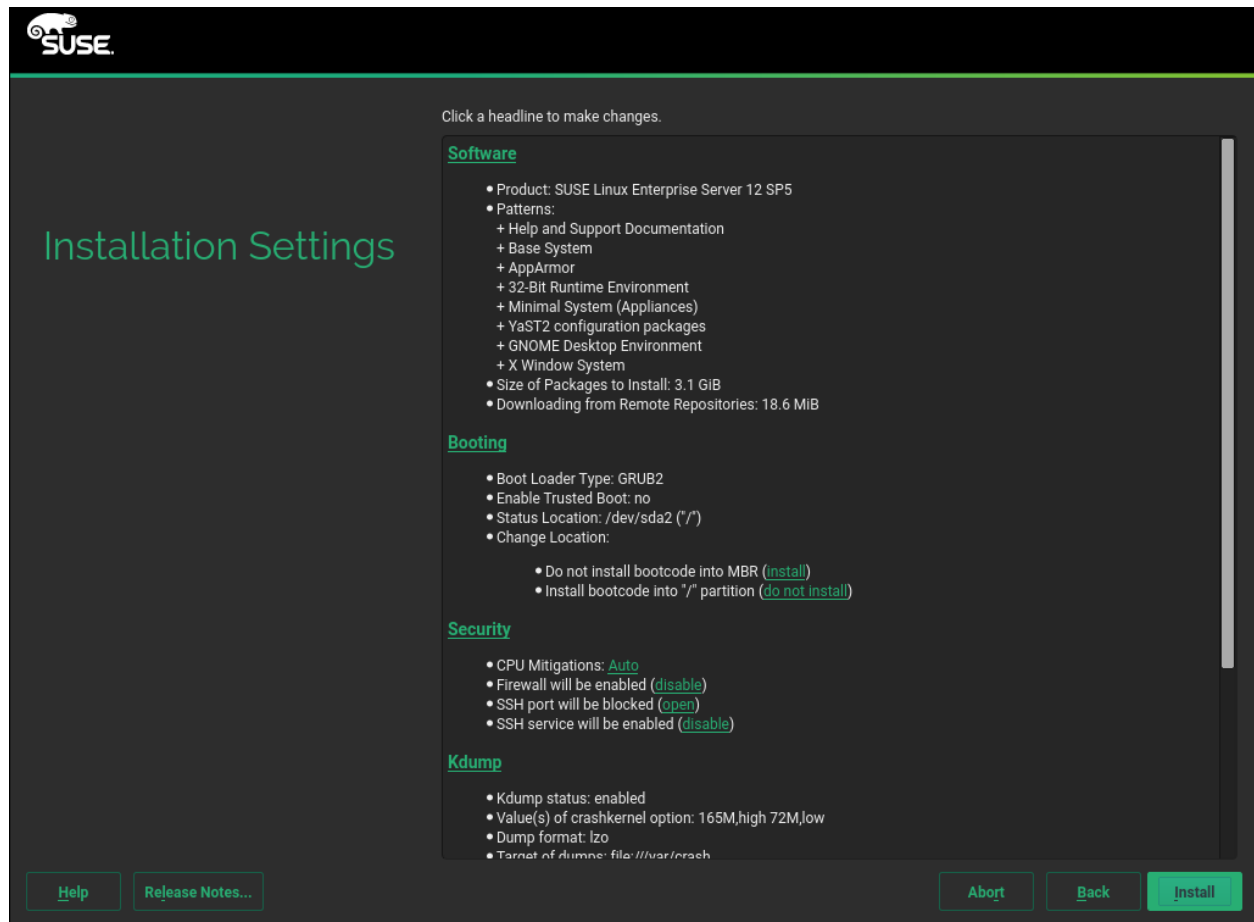 SUSE.
Click a headline to make changes.
Installation Settings
Software
• Product: SUSE Linux Enterprise Server 12 SP5
• Patterns:
+ Help and Support Documentation
+ Base System
+ AppArmor
+ 32-Bit Runtime Environment
+ Minimal System (Appliances)
+ YaST2 configuration packages
+ GNOME Desktop Environment
+ X Window System
• Size of Packages to Install: 3.1 GiB
• Downloading from Remote Repositories: 18.6 MiB
Booting
• Boot Loader Type: GRUB2
• Enable Trusted Boot: no
• Status Location: /dev/sda2 ("/")
• Change Location:
• Do not install bootcode into MBR (install)
• Install bootcode into "/" partition (do not install)
Security
• CPU Mitigations: Auto
• Firewall will be enabled (disable)
• SSH port will be blocked (open)
• SSH service will be enabled (disable)
Kdump
• Kdump status: enabled
• Value(s) of crashkernel option: 165M,high 72M,low
• Dump format: lzo
• Target of dumps: file:///var/crash
Help
Release Notes...
Abort
Back
Install